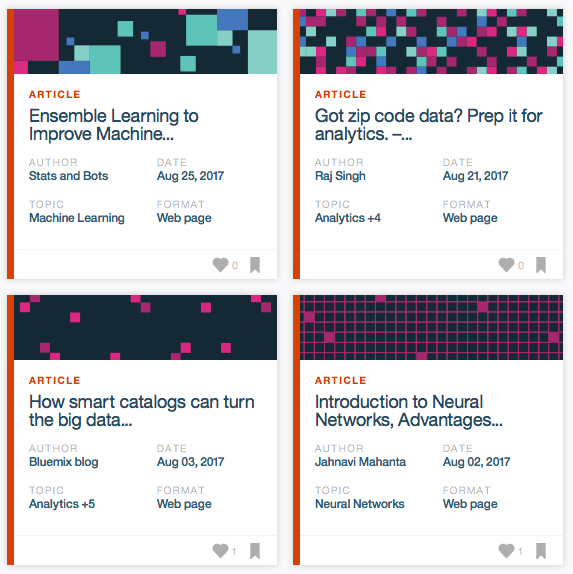 ARTICLE
Ensemble Learning to
Improve Machine...
AUTHOR
Stats and Bots
DATE
Aug 25, 2017
TOPIC
Machine Learning
FORMAT
Web page
0
ARTICLE
Got zip code data? Prep it for
analytics. –...
AUTHOR
Raj Singh
DATE
Aug 21, 2017
TOPIC
Analytics +4
FORMAT
Web page
0
ARTICLE
How smart catalogs can turn
the big data...
AUTHOR
Bluemix blog
DATE
Aug 03, 2017
TOPIC
Analytics +5
FORMAT
Web page
1
ARTICLE
Introduction to Neural
Networks, Advantages...
AUTHOR
Jahnavi Mahanta
DATE
Aug 02, 2017
TOPIC
Neural Networks
FORMAT
Web page
1